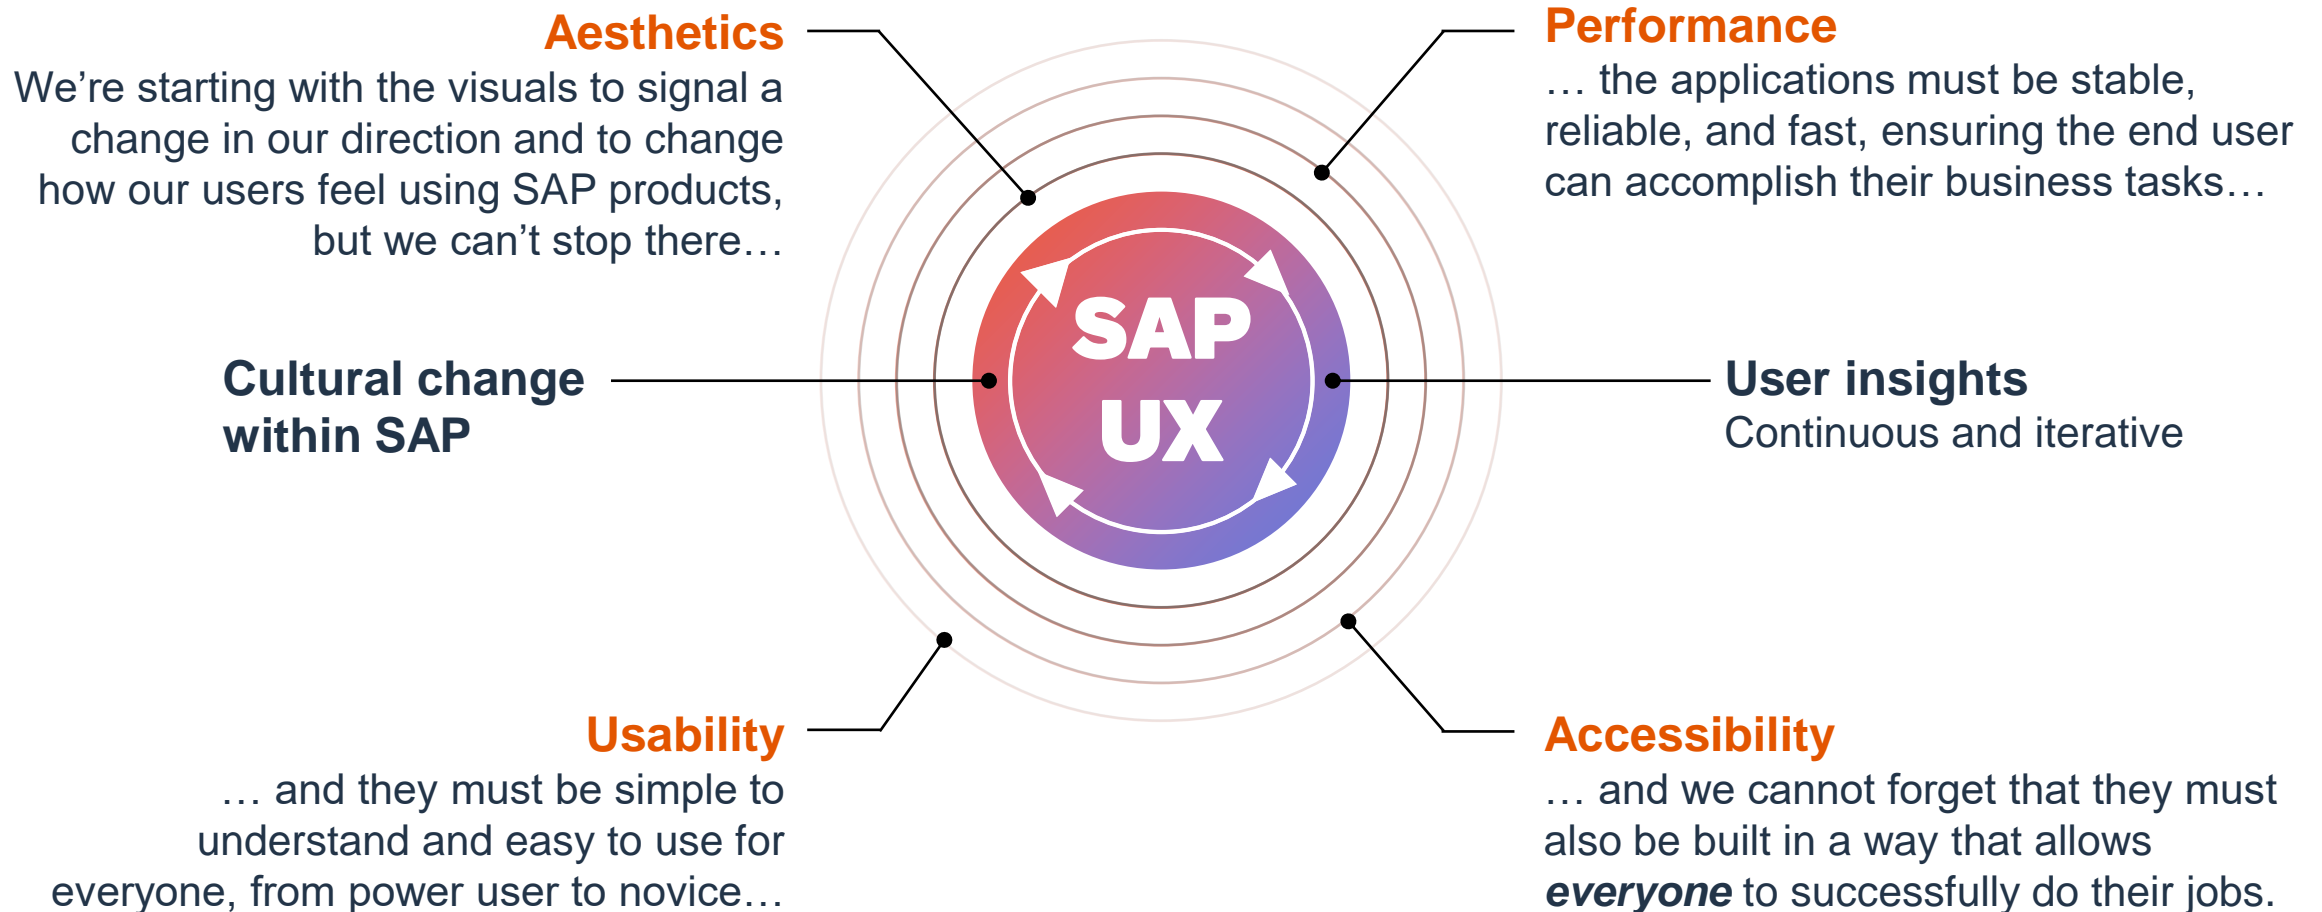 Aesthetics
We’re starting with the visuals to signal a
change in our direction and to change
how our users feel using SAP products,
but we can’t stop there…
Performance
… the applications must be stable,
reliable, and fast, ensuring the end user
can accomplish their business tasks…
Cultural change
within SAP
SAP
UX
User insights
Continuous and iterative
Usability
… and they must be simple to
understand and easy to use for
everyone, from power user to novice…
Accessibility
… and we cannot forget that they must
also be built in a way that allows
everyone to successfully do their jobs.